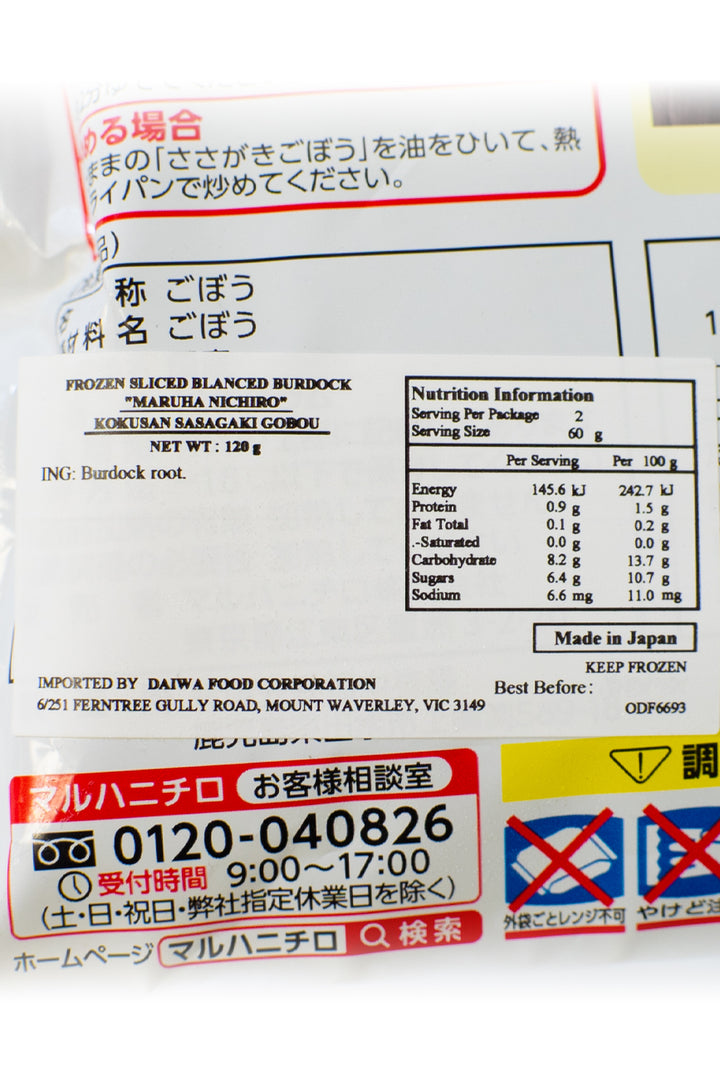 める場合
ままの「ささがきごぼう」を油をひいて、熱
ライパンで炒めてください。
品)
称 ごぼう
材料名 ごぼう
FROZEN SLICED BLANCED BURDOCK
"MARUHA NICHIRO"
KOKUSAN SASAGAKI GOBOU
NET WT : 120 g
ING: Burdock root.
Nutrition Information
Serving Per Package 2
Serving Size 60 g
Per Serving Per 100 g
Energy 145.6 kJ 242.7 kJ
Protein 0.9 g 1.5 g
Fat Total 0.1 g 0.2 g
.-Saturated 0.0 g 0.0 g
Carbohydrate 8.2 g 13.7 g
Sugars 6.4 g 10.7 g
Sodium 6.6 mg 11.0 mg
Made in Japan
KEEP FROZEN
Best Before:
ODF6693
IMPORTED BY DAIWA FOOD CORPORATION
6/251 FERNTREE GULLY ROAD, MOUNT WAVERLEY, VIC 3149
鹿児島県
マルハニチロ お客様相談室
0120-040826
受付時間 9:00～17:00
(土・日・祝日・弊社指定休業日を除く)
ホームページ マルハニチロ 検索
調
外袋ごとレンジ不可
やけど注